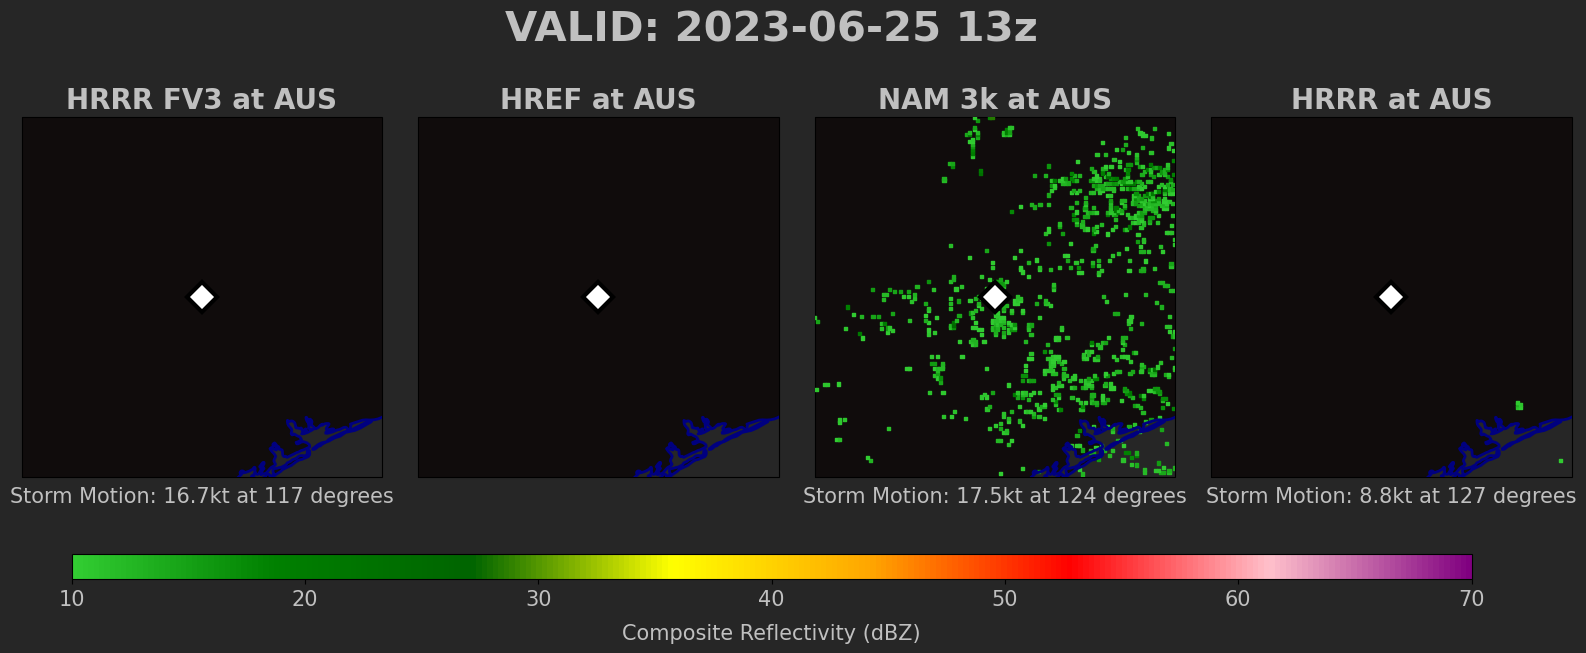 VALID: 2023-06-25 13z
HRRR FV3 at AUS
HREF at AUS
NAM 3k at AUS
HRRR at AUS
Storm Motion: 16.7kt at 117 degrees
Storm Motion: 17.5kt at 124 degrees
Storm Motion: 8.8kt at 127 degrees
10 20 30 40 50 60 70
Composite Reflectivity (dBZ)